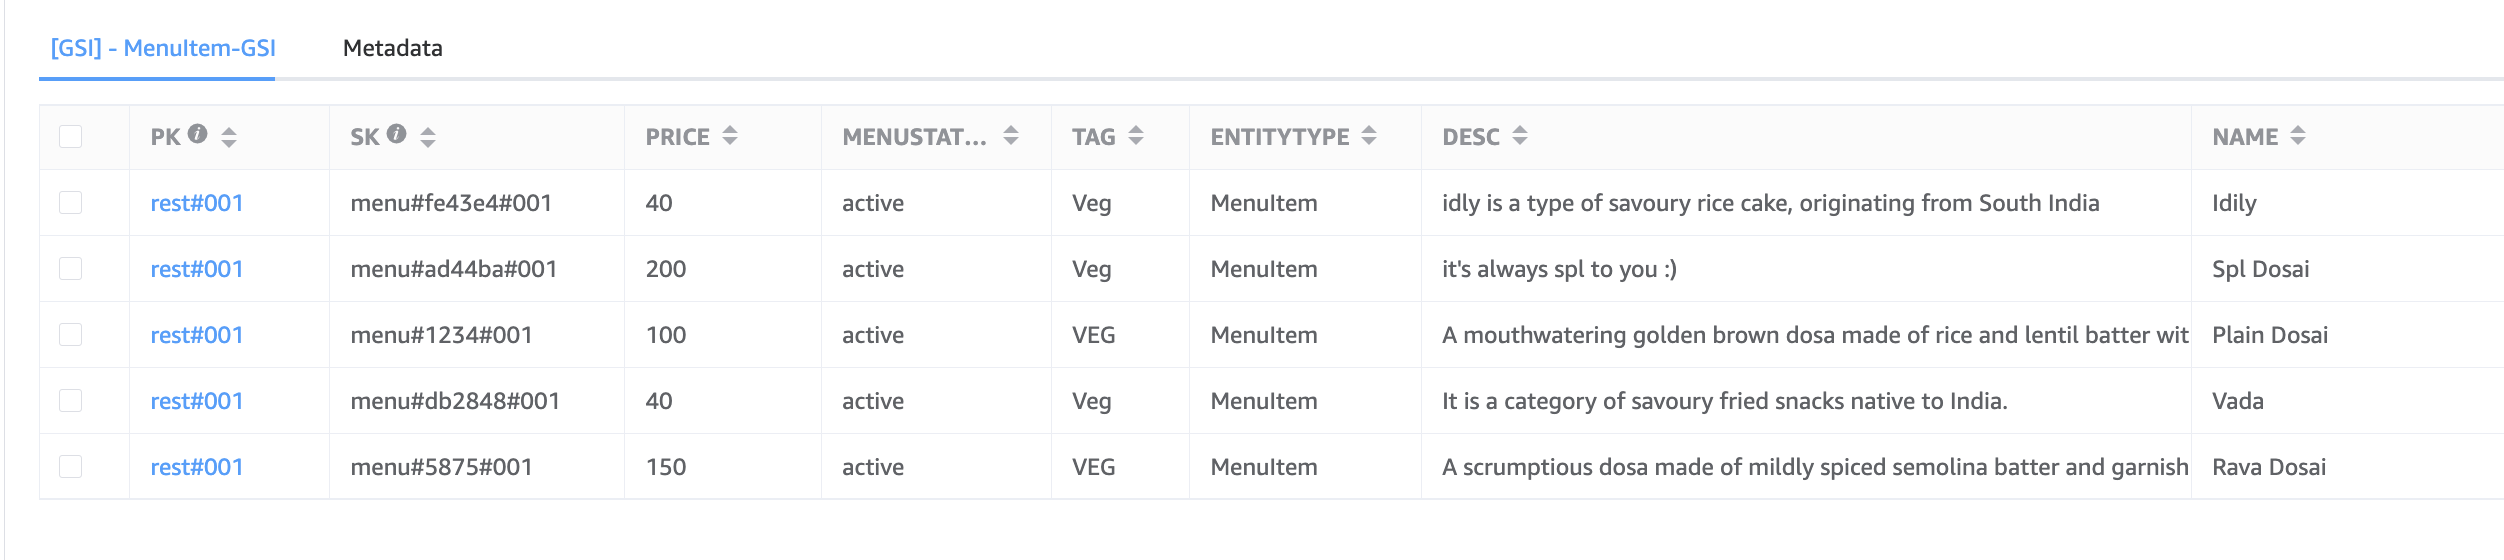 [GSI] - MenuItem-GSI Metadata
PK SK PRICE MENUSTAT... TAG ENTITYTYPE DESC NAME
rest#001 menu#fe43e4#001 40 active Veg MenuItem idly is a type of savoury rice cake, originating from South India Idily
rest#001 menu#ad44ba#001 200 active Veg MenuItem it's always spl to you :) Spl Dosai
rest#001 menu#1234#001 100 active VEG MenuItem A mouthwatering golden brown dosa made of rice and lentil batter wit Plain Dosai
rest#001 menu#db2848#001 40 active Veg MenuItem It is a category of savoury fried snacks native to India. Vada
rest#001 menu#5875#001 150 active VEG MenuItem A scrumptious dosa made of mildly spiced semolina batter and garnish Rava Dosai